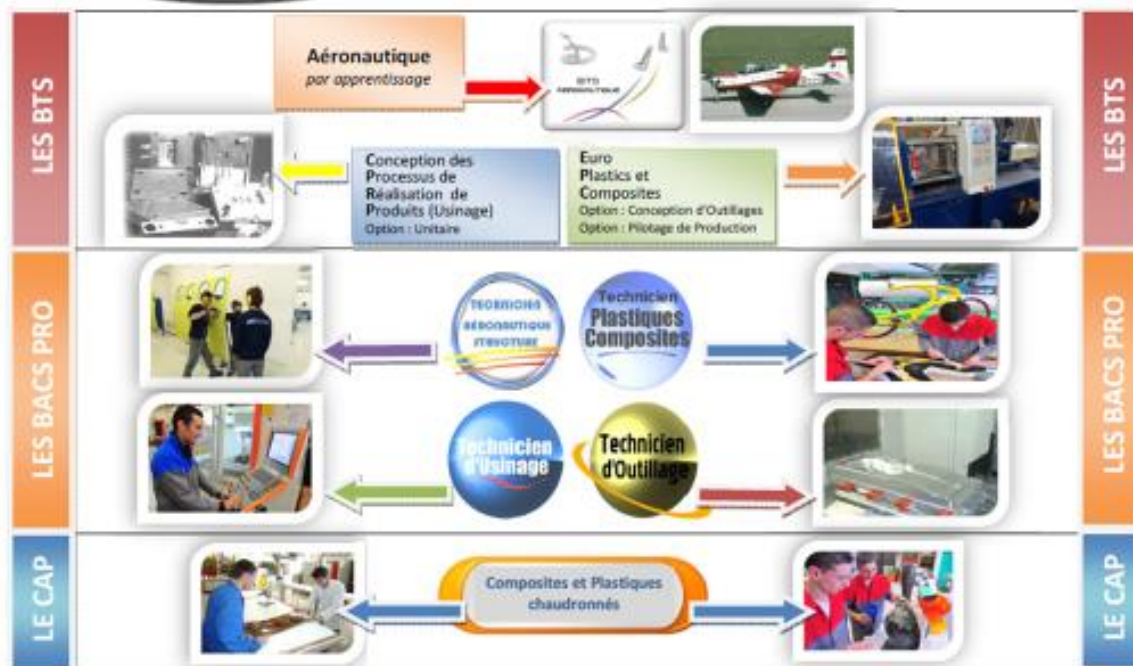 LES BTS
Aéronautique
par apprentissage
BTS
AERONAUTIQUE
LES BTS
Conception des
Processus de
Réalisation de
Produits (Usinage)
Option : Unitaire
Euro
Plastics et
Composites
Option : Conception d'Outillages
Option : Pilotage de Production
LES BACS PRO
TECHNICIEN
AÉRONAUTIQUE
STRUCTURE
Technicien
Plastiques
Composites
LES BACS PRO
Technicien
d'Usinage
Technicien
d'Outillage
LE CAP
Composites et Plastiques
chaudronnés
LE CAP